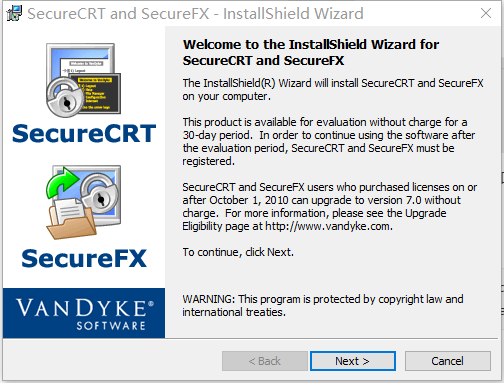 SecureCRT and SecureFX - InstallShield Wizard
Welcome to the InstallShield Wizard for
SecureCRT and SecureFX
The InstallShield(R) Wizard will install SecureCRT and SecureFX
on your computer.
This product is available for evaluation without charge for a
30-day period. In order to continue using the software after
the evaluation period, SecureCRT and SecureFX must be
registered.
SecureCRT and SecureFX users who purchased licenses on or
after October 1, 2010 can upgrade to version 7.0 without
charge. For more information, please see the Upgrade
Eligibility page at http://www.vandyke.com.
To continue, click Next.
WARNING: This program is protected by copyright law and
international treaties.
SecureCRT
SecureFX
VANDYKE®
SOFTWARE
< Back
Next >
Cancel